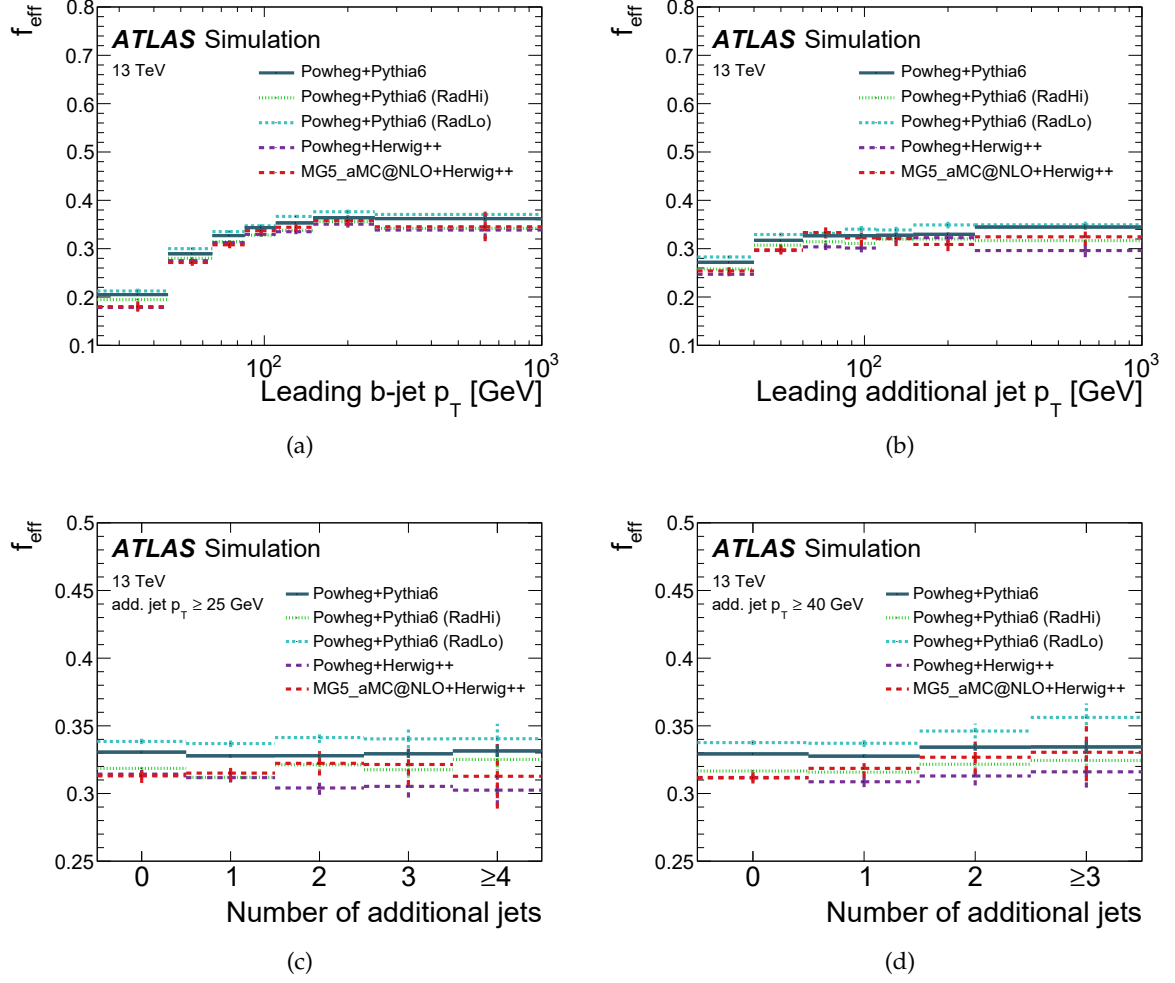 f_eff
0.8
0.7
0.6
0.5
0.4
0.3
0.2
0.1
ATLAS Simulation
13 TeV
Powheg+Pythia6
Powheg+Pythia6 (RadHi)
Powheg+Pythia6 (RadLo)
Powheg+Herwig++
MG5_aMC@NLO+Herwig++
10^2
10^3
Leading b-jet p_T [GeV]
(a)
f_eff
0.8
0.7
0.6
0.5
0.4
0.3
0.2
0.1
ATLAS Simulation
13 TeV
Powheg+Pythia6
Powheg+Pythia6 (RadHi)
Powheg+Pythia6 (RadLo)
Powheg+Herwig++
MG5_aMC@NLO+Herwig++
10^2
10^3
Leading additional jet p_T [GeV]
(b)
f_eff
0.5
0.45
0.4
0.35
0.3
0.25
ATLAS Simulation
13 TeV
add. jet p_T ≥ 25 GeV
Powheg+Pythia6
Powheg+Pythia6 (RadHi)
Powheg+Pythia6 (RadLo)
Powheg+Herwig++
MG5_aMC@NLO+Herwig++
0 1 2 3 ≥4
Number of additional jets
(c)
f_eff
0.5
0.45
0.4
0.35
0.3
0.25
ATLAS Simulation
13 TeV
add. jet p_T ≥ 40 GeV
Powheg+Pythia6
Powheg+Pythia6 (RadHi)
Powheg+Pythia6 (RadLo)
Powheg+Herwig++
MG5_aMC@NLO+Herwig++
0 1 2 ≥3
Number of additional jets
(d)